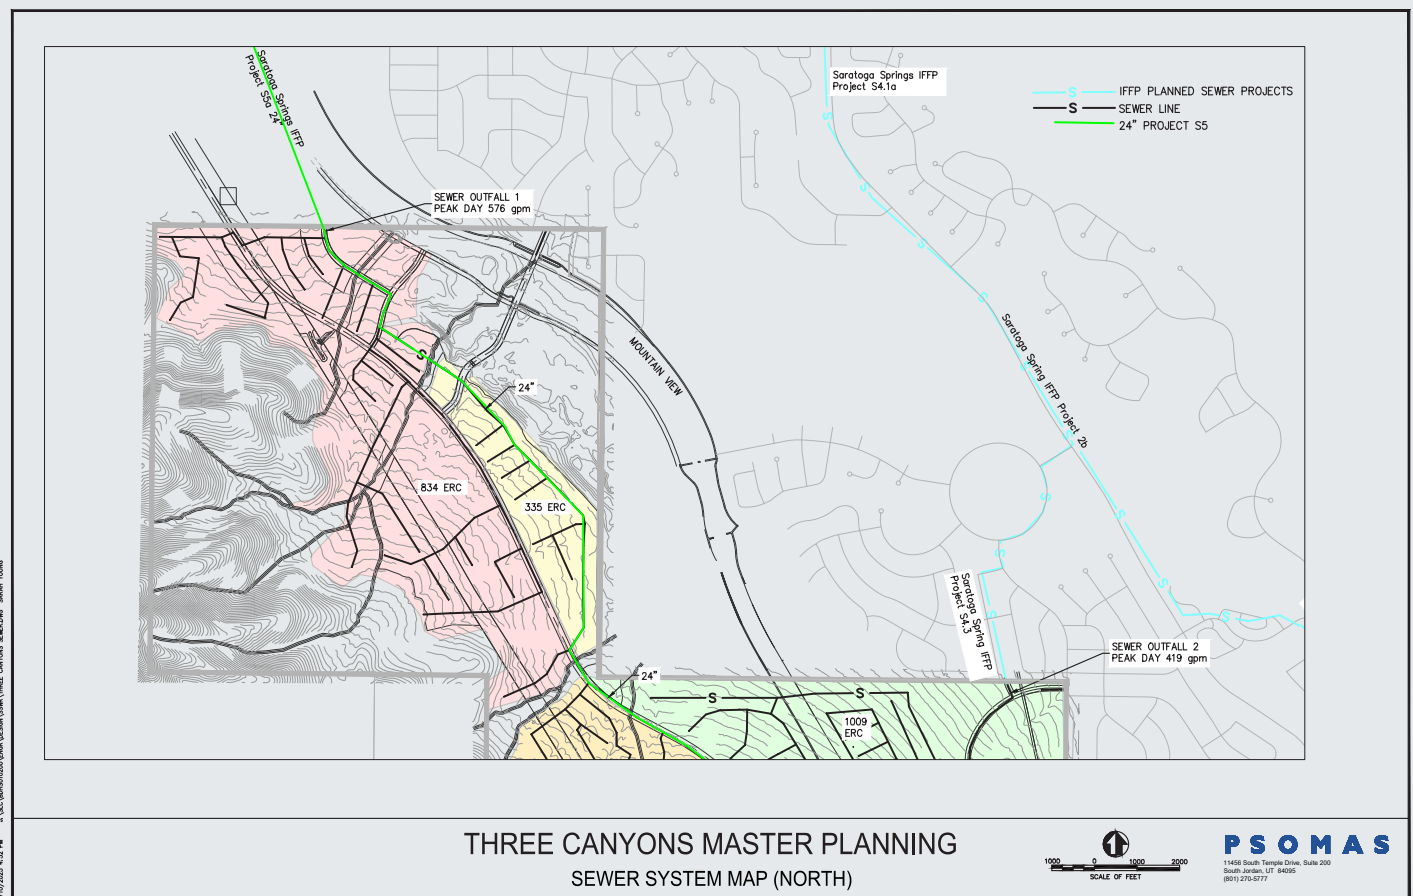 Saratoga Springs IFFP
Project S5a 24"
Saratoga Springs IFFP
Project S4.1a
S
IFFP PLANNED SEWER PROJECTS
S
SEWER LINE
24" PROJECT S5
S
S
S
S
SEWER OUTFALL 1
PEAK DAY 576 gpm
Saratoga Spring IFFP Project 2b
MOUNTAIN VIEW
S
24"
834 ERC
335 ERC
S
S
S
S
S
S
Saratoga Spring IFFP
Project S4.3
SEWER OUTFALL 2
PEAK DAY 419 gpm
24"
S
S
1009
ERC
THREE CANYONS MASTER PLANNING
SEWER SYSTEM MAP (NORTH)
1000 0 1000 2000
SCALE OF FEET
PSOMAS
11456 South Temple Drive, Suite 200
South Jordan, UT 84095
(801) 270-5777